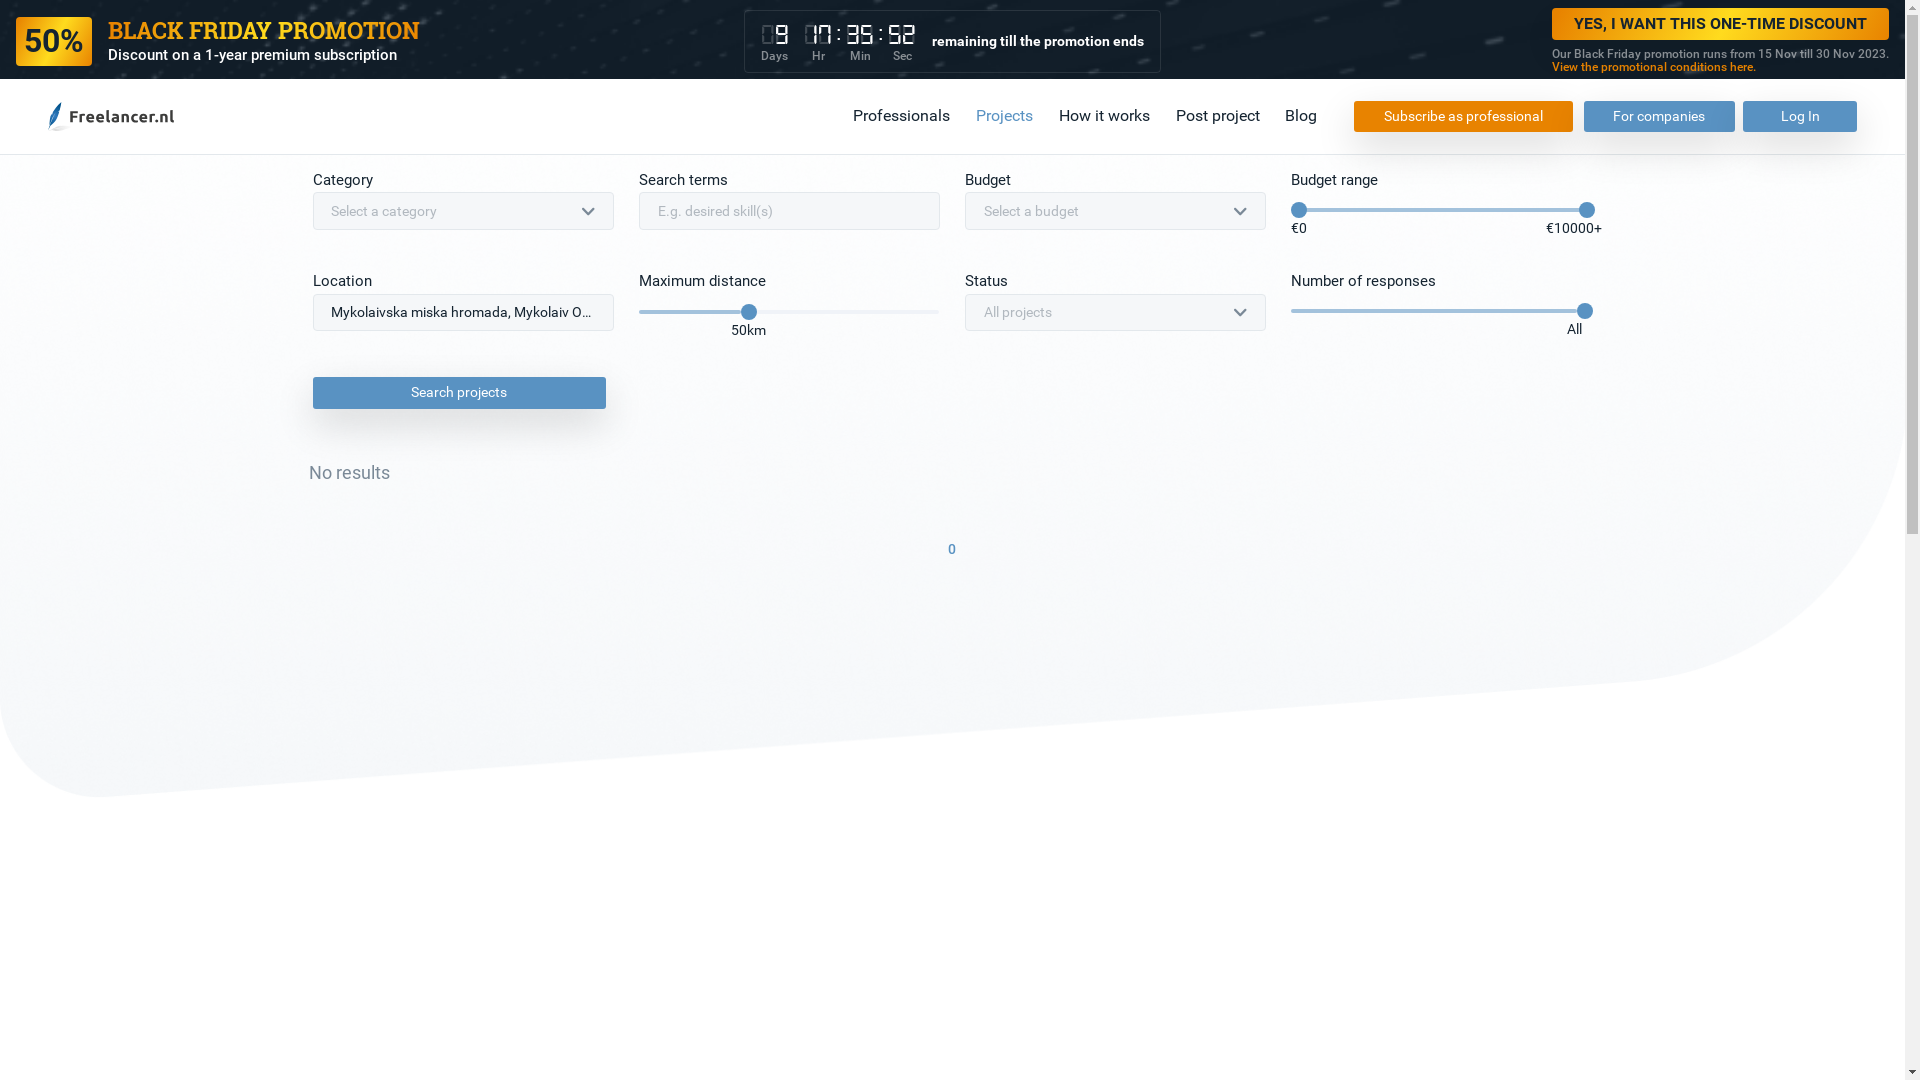 50%
BLACK FRIDAY PROMOTION
Discount on a 1-year premium subscription
9 17 : 35 : 52
Days Hr Min Sec
remaining till the promotion ends
YES, I WANT THIS ONE-TIME DISCOUNT
Our Black Friday promotion runs from 15 Nov till 30 Nov 2023.
View the promotional conditions here.
Freelancer.nl
Professionals Projects How it works Post project Blog Subscribe as professional For companies Log In
Category Search terms Budget Budget range
Select a category E.g. desired skill(s) Select a budget
€0 €10000+
Location Maximum distance Status Number of responses
Mykolaivska miska hromada, Mykolaiv O... All projects
50km All
Search projects
No results
0